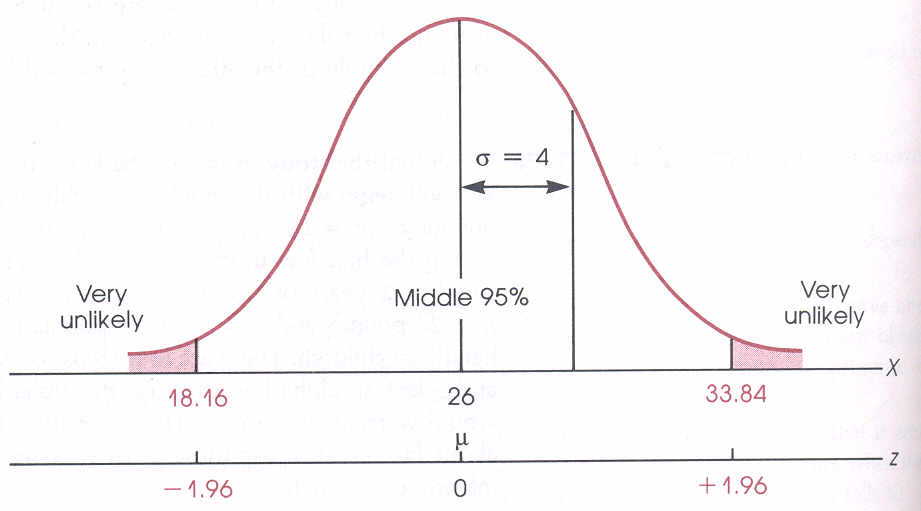 σ = 4
Middle 95%
Very
unlikely
Very
unlikely
X
18.16
26
33.84
μ
z
−1.96
0
+1.96